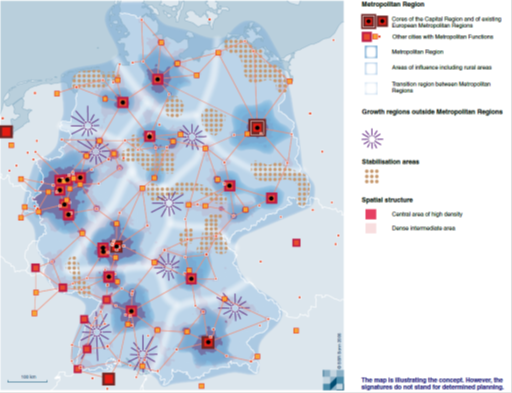 Metropolitan Region
Cores of the Capital Region and of existing
European Metropolitan Regions
Other cities with Metropolitan Functions
Metropolitan Region
Areas of influence including rural areas
Transition region between Metropolitan
Regions
Growth regions outside Metropolitan Regions
Stabilisation areas
Spatial structure
Central area of high density
Dense intermediate area
100 km
The map is illustrating the concept. However, the
signatures do not stand for determined planning.